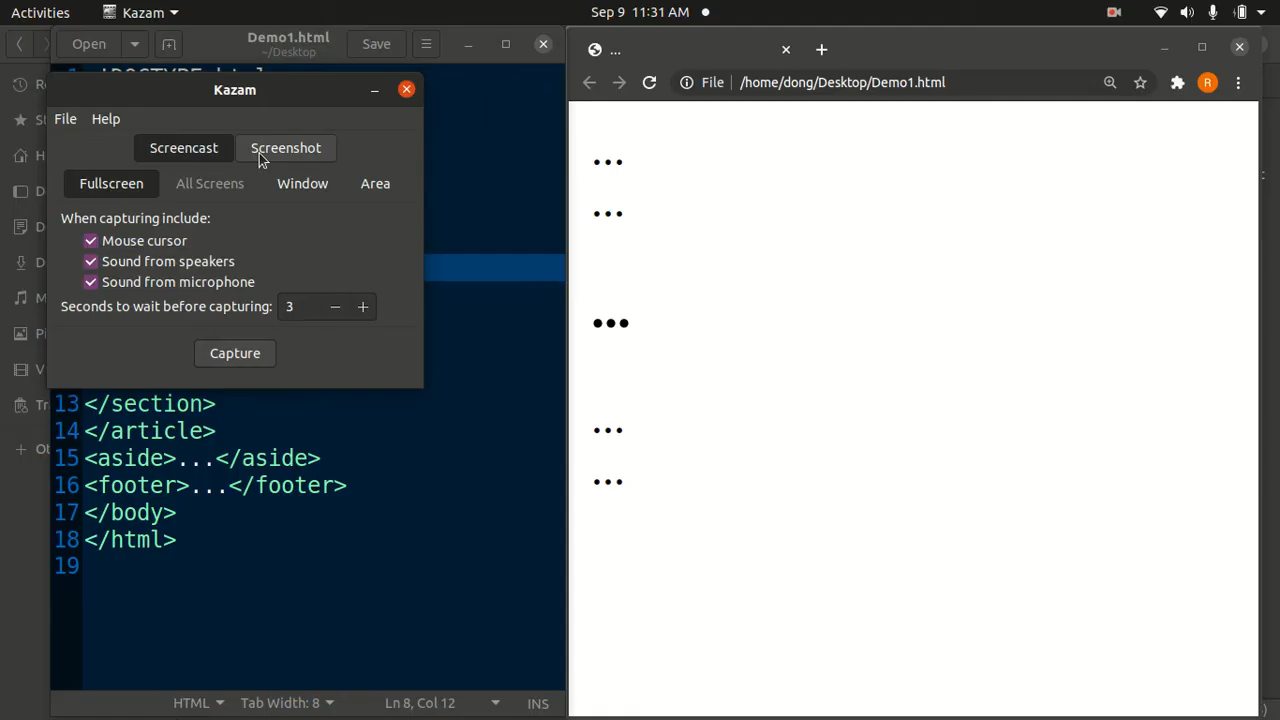 Activities Kazam Sep 9 11:31 AM
Open Demo1.html Save
~/Desktop
...
File /home/dong/Desktop/Demo1.html R
Kazam
File Help
Screencast Screenshot
Fullscreen All Screens Window Area
When capturing include:
Mouse cursor
Sound from speakers
Sound from microphone
Seconds to wait before capturing: 3
Capture
13 </section>
14 </article>
15 <aside>...</aside>
16 <footer>...</footer>
17 </body>
18 </html>
19
HTML Tab Width: 8 Ln 8, Col 12 INS
...
...
...
...
...